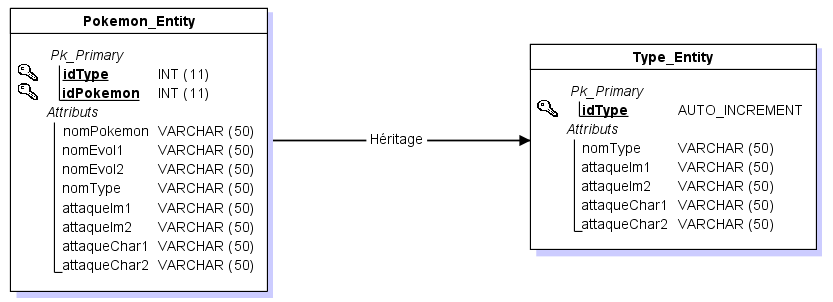 Pokemon_Entity
Pk_Primary
idType INT (11)
idPokemon INT (11)
Attributs
nomPokemon VARCHAR (50)
nomEvol1 VARCHAR (50)
nomEvol2 VARCHAR (50)
nomType VARCHAR (50)
attaqueIm1 VARCHAR (50)
attaqueIm2 VARCHAR (50)
attaqueChar1 VARCHAR (50)
attaqueChar2 VARCHAR (50)
Héritage
Type_Entity
Pk_Primary
idType AUTO_INCREMENT
Attributs
nomType VARCHAR (50)
attaqueIm1 VARCHAR (50)
attaqueIm2 VARCHAR (50)
attaqueChar1 VARCHAR (50)
attaqueChar2 VARCHAR (50)